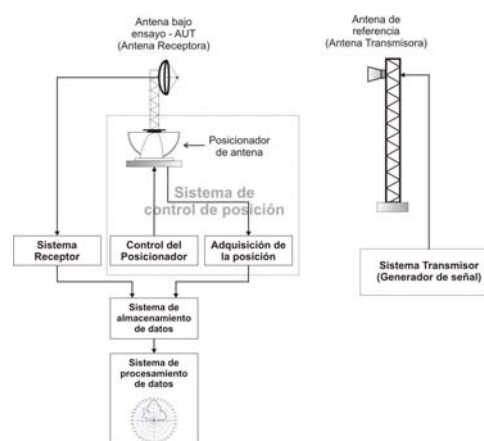 Antena bajo
ensayo - AUT
(Antena Receptora)
Antena de
referencia
(Antena Transmisora)
Posicionador
de antena
Sistema de
control de posición
Sistema
Receptor
Control del
Posicionador
Adquisición de
la posición
Sistema Transmisor
(Generador de señal)
Sistema de
almacenamiento
de datos
Sistema de
procesamiento
de datos